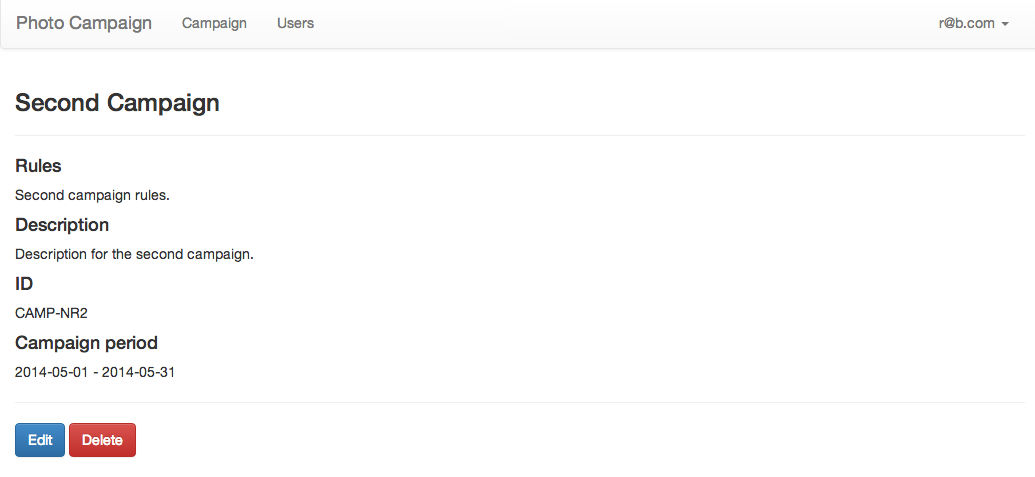 Photo Campaign Campaign Users r@b.com
Second Campaign
Rules
Second campaign rules.
Description
Description for the second campaign.
ID
CAMP-NR2
Campaign period
2014-05-01 - 2014-05-31
Edit Delete